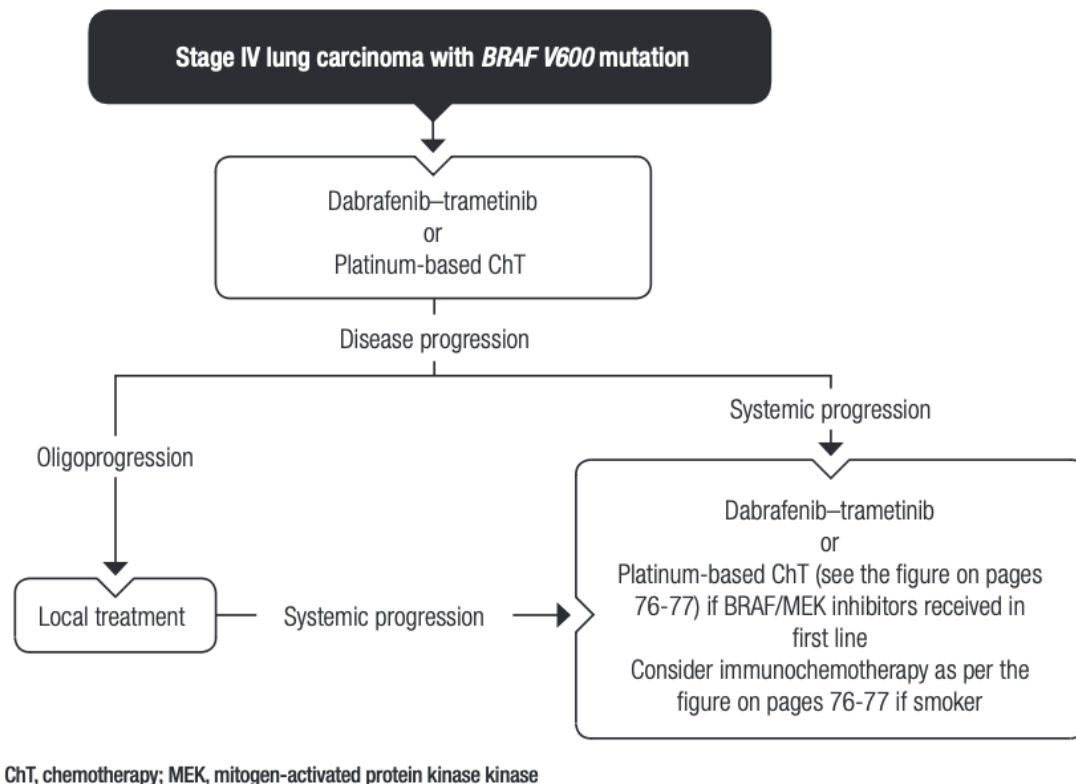 Stage IV lung carcinoma with BRAF V600 mutation
Dabrafenib–trametinib
or
Platinum-based ChT
Disease progression
Systemic progression
Oligoprogression
Dabrafenib–trametinib
or
Platinum-based ChT (see the figure on pages
76-77) if BRAF/MEK inhibitors received in
first line
Consider immunochemotherapy as per the
figure on pages 76-77 if smoker
Local treatment
Systemic progression
ChT, chemotherapy; MEK, mitogen-activated protein kinase kinase